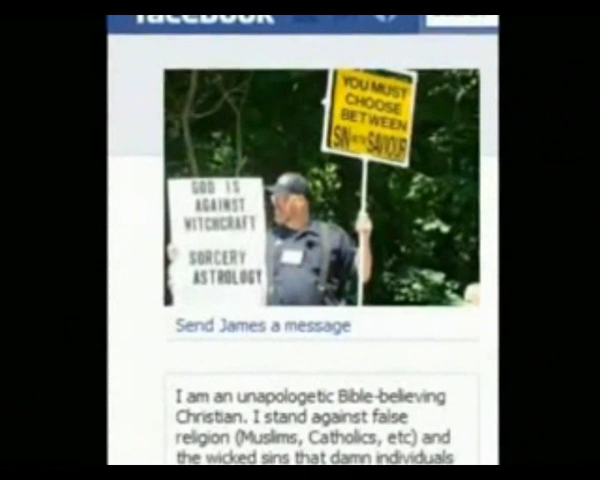 facebook
YOU MUST
CHOOSE
BETWEEN
SIN
SAVIOUR
GOD IS
AGAINST
WITCHCRAFT
SORCERY
ASTROLOGY
Send James a message
I am an unapologetic Bible-believing
Christian. I stand against false
religion (Muslims, Catholics, etc) and
the wicked sins that damn individuals